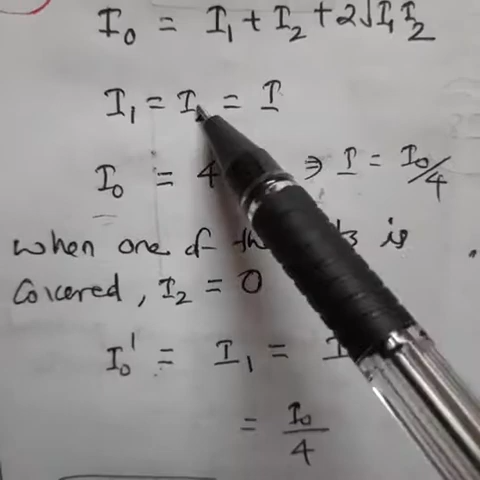 I₀ = I₁ + I₂ + 2√I₁I₂
I₁ = I₂ = I
I₀ = 4 ⇒ I = I₀/4
when one of is
Covered, I₂ = 0
I₀' = I₁ = I
= I₀/4